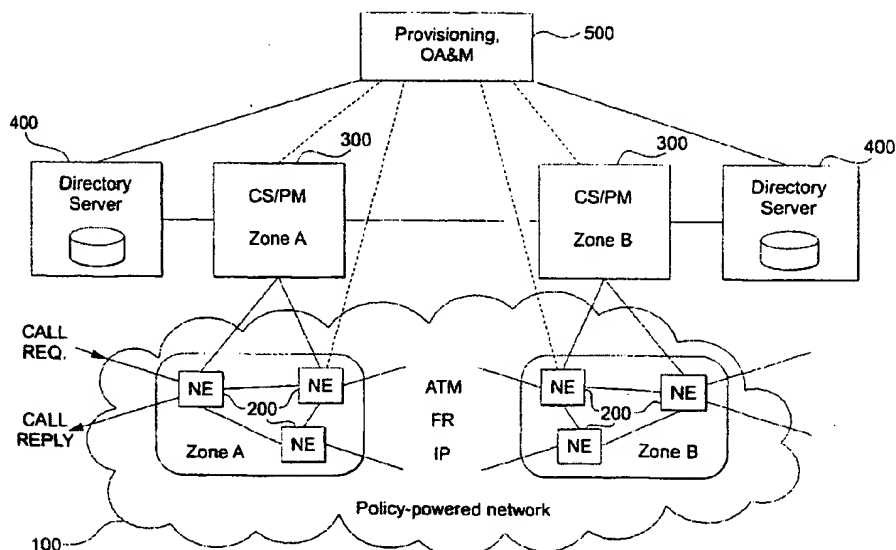 Provisioning,
OA&M
500
400
300
300
400
Directory
Server
CS/PM
Zone A
CS/PM
Zone B
Directory
Server
CALL
REQ.
CALL
REPLY
NE
NE
200
NE
Zone A
ATM
FR
IP
NE
NE
200
NE
Zone B
Policy-powered network
100